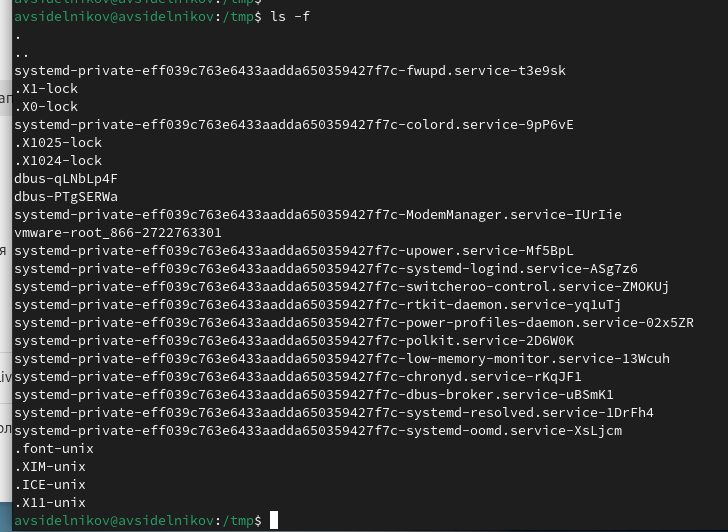 avsidelnikov@avsidelnikov:/tmp$
avsidelnikov@avsidelnikov:/tmp$ ls -f
.
..
systemd-private-eff039c763e6433aadda650359427f7c-fwupd.service-t3e9sk
.X1-lock
.X0-lock
systemd-private-eff039c763e6433aadda650359427f7c-colord.service-9pP6vE
.X1025-lock
.X1024-lock
dbus-qLNbLp4F
dbus-PTgSERWa
systemd-private-eff039c763e6433aadda650359427f7c-ModemManager.service-IUrIie
vmware-root_866-2722763301
systemd-private-eff039c763e6433aadda650359427f7c-upower.service-Mf5BpL
systemd-private-eff039c763e6433aadda650359427f7c-systemd-logind.service-ASg7z6
systemd-private-eff039c763e6433aadda650359427f7c-switcheroo-control.service-ZMOKUj
systemd-private-eff039c763e6433aadda650359427f7c-rtkit-daemon.service-yq1uTj
systemd-private-eff039c763e6433aadda650359427f7c-power-profiles-daemon.service-02x5ZR
systemd-private-eff039c763e6433aadda650359427f7c-polkit.service-2D6W0K
systemd-private-eff039c763e6433aadda650359427f7c-low-memory-monitor.service-13Wcuh
systemd-private-eff039c763e6433aadda650359427f7c-chronyd.service-rKqJF1
systemd-private-eff039c763e6433aadda650359427f7c-dbus-broker.service-uBSmK1
systemd-private-eff039c763e6433aadda650359427f7c-systemd-resolved.service-1DrFh4
systemd-private-eff039c763e6433aadda650359427f7c-systemd-oomd.service-XsLjcm
.font-unix
.XIM-unix
.ICE-unix
.X11-unix
avsidelnikov@avsidelnikov:/tmp$